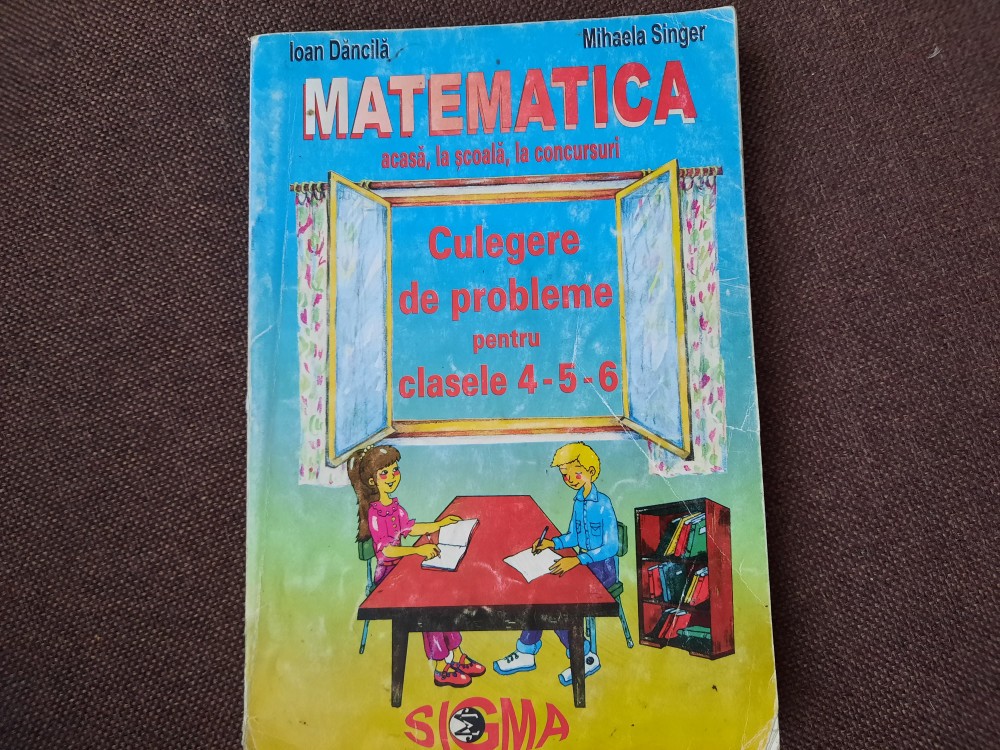 Ioan Dăncilă
Mihaela Singer
MATEMATICA
acasă, la școală, la concursuri
Culegere
de probleme
pentru
clasele 4-5-6
SIGMA